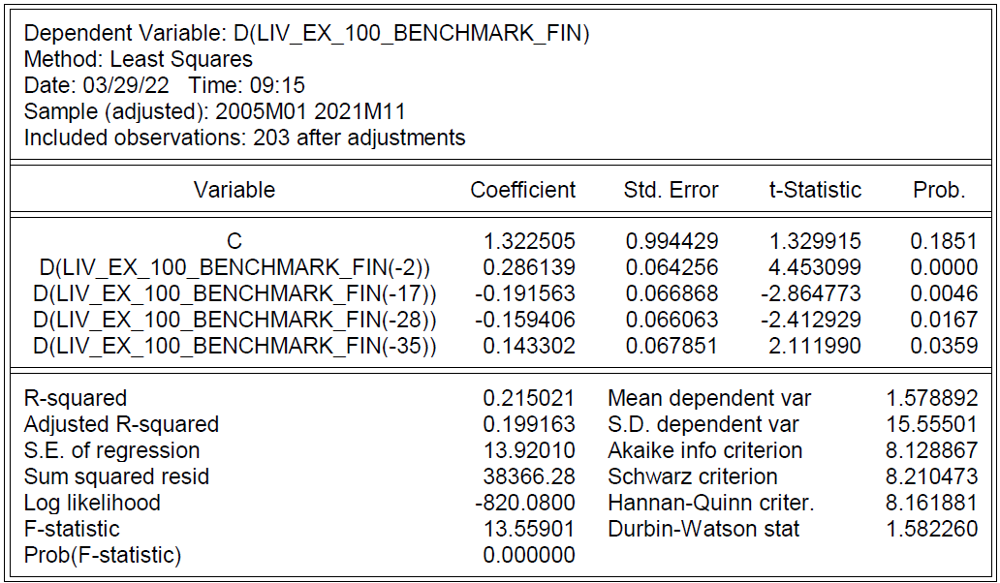 Dependent Variable: D(LIV_EX_100_BENCHMARK_FIN)
Method: Least Squares
Date: 03/29/22 Time: 09:15
Sample (adjusted): 2005M01 2021M11
Included observations: 203 after adjustments
Variable Coefficient Std. Error t-Statistic Prob.
C 1.322505 0.994429 1.329915 0.1851
D(LIV_EX_100_BENCHMARK_FIN(-2)) 0.286139 0.064256 4.453099 0.0000
D(LIV_EX_100_BENCHMARK_FIN(-17)) -0.191563 0.066868 -2.864773 0.0046
D(LIV_EX_100_BENCHMARK_FIN(-28)) -0.159406 0.066063 -2.412929 0.0167
D(LIV_EX_100_BENCHMARK_FIN(-35)) 0.143302 0.067851 2.111990 0.0359
R-squared 0.215021 Mean dependent var 1.578892
Adjusted R-squared 0.199163 S.D. dependent var 15.55501
S.E. of regression 13.92010 Akaike info criterion 8.128867
Sum squared resid 38366.28 Schwarz criterion 8.210473
Log likelihood -820.0800 Hannan-Quinn criter. 8.161881
F-statistic 13.55901 Durbin-Watson stat 1.582260
Prob(F-statistic) 0.000000